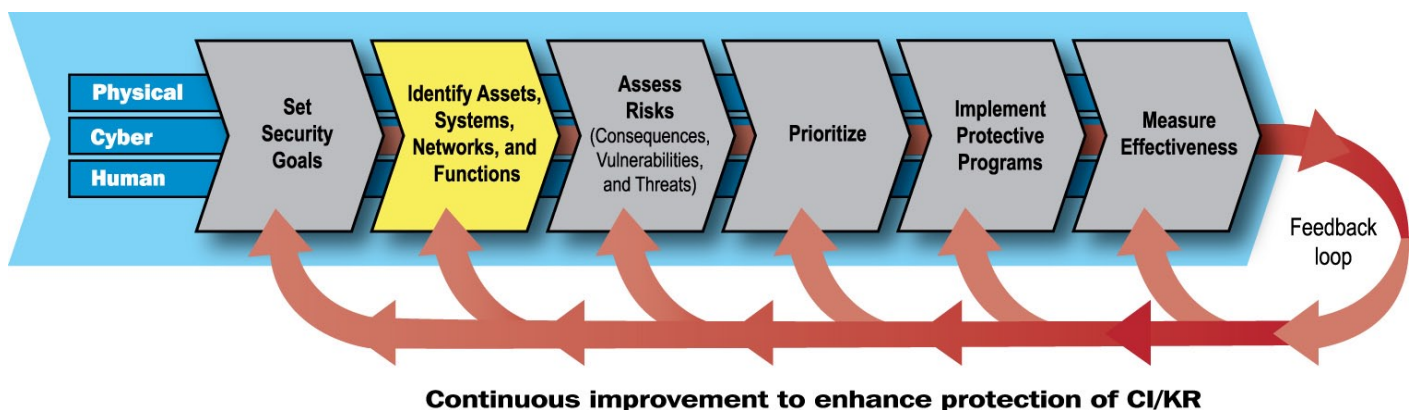 Physical
Cyber
Human
Set
Security
Goals
Identify Assets,
Systems,
Networks, and
Functions
Assess
Risks
(Consequences,
Vulnerabilities,
and Threats)
Prioritize
Implement
Protective
Programs
Measure
Effectiveness
Feedback
loop
Continuous improvement to enhance protection of CI/KR